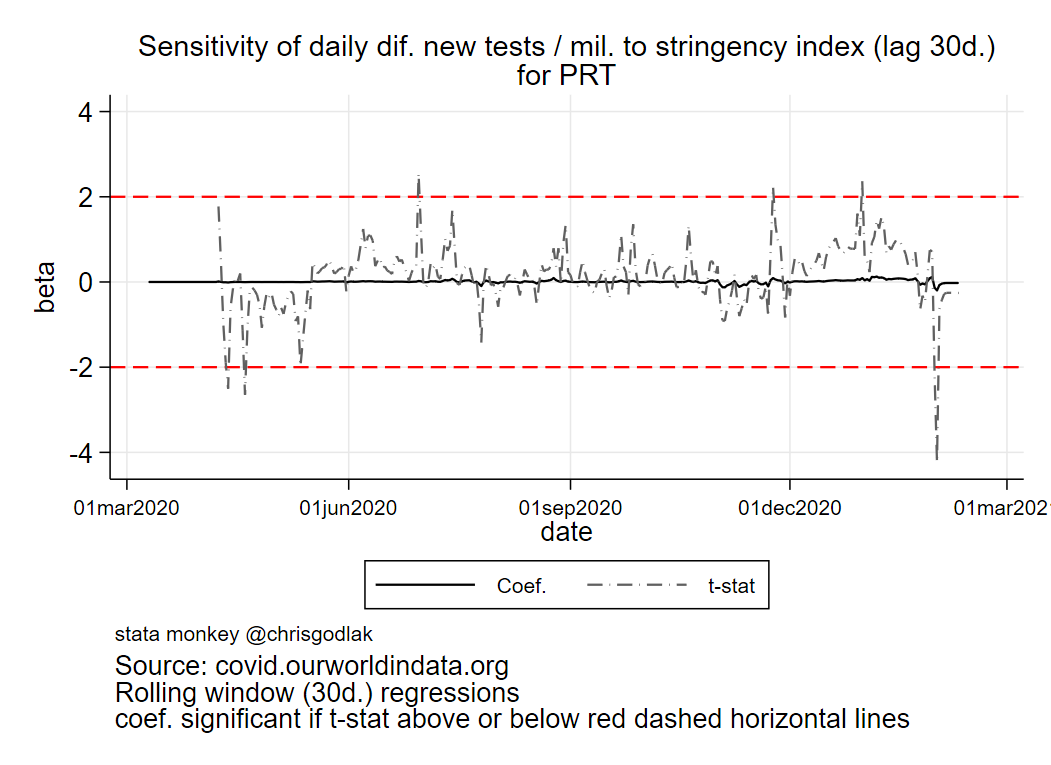 Sensitivity of daily dif. new tests / mil. to stringency index (lag 30d.)
for PRT
4
2
0
-2
-4
beta
01mar2020
01jun2020
01sep2020
01dec2020
01mar202
date
Coef.
t-stat
stata monkey @chrisgodlak
Source: covid.ourworldindata.org
Rolling window (30d.) regressions
coef. significant if t-stat above or below red dashed horizontal lines